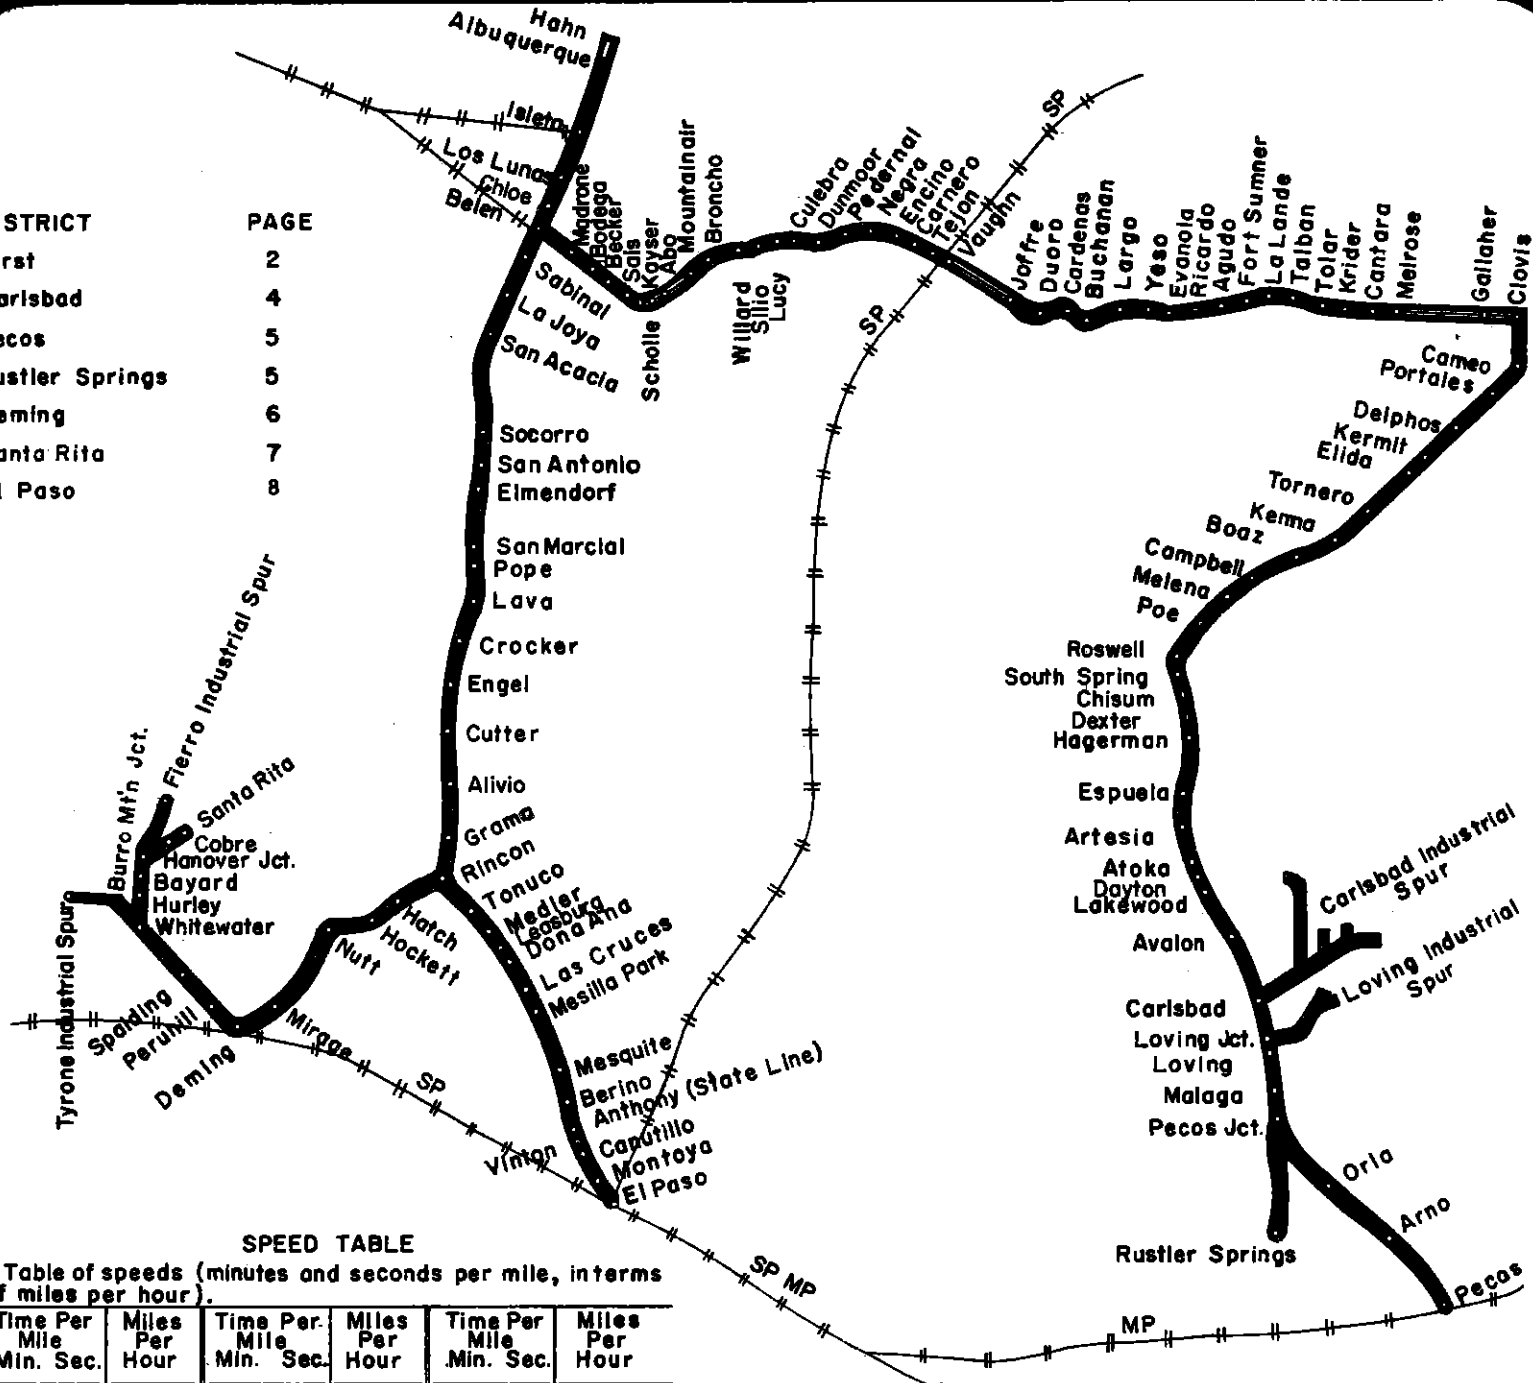 Hahn
Albuquerque
Isleta
Los Lunas
Chloe
Belen
Madrone
Bodega
Becker
Sais
Kayser
Abo
Mountainair
Broncho
Scholle
Willard
Silio
Lucy
Culebra
Dunmoor
Pedernal
Negra
Encino
Carnero
Tejon
Vaughn
SP
SP
Joffre
Duoro
Cardenas
Buchanan
Largo
Yeso
Evanola
Ricardo
Agudo
Fort Sumner
La Lande
Taiban
Tolar
Krider
Cantara
Melrose
Gallaher
Clovis
STRICT PAGE
rst 2
arlsbad 4
ecos 5
ustler Springs 5
eming 6
anta Rita 7
l Paso 8
Sabinal
La Joya
San Acacia
Socorro
San Antonio
Elmendorf
San Marcial
Pope
Lava
Crocker
Engel
Cutter
Alivio
Grama
Rincon
Tonuco
Medler
Leasburg
Dona Ana
Las Cruces
Mesilla Park
Mesquite
Berino
Anthony (State Line)
Vinton
Caputillo
Montoya
El Paso
Hatch
Hockett
Nutt
Mirage
Deming
Peruhill
Spalding
Tyrone Industrial Spur
Burro Mt'n Jct.
Fierro Industrial Spur
Santa Rita
Cobre
Hanover Jct.
Bayard
Hurley
Whitewater
SP
SP MP
MP
Cameo
Portales
Delphos
Kermit
Elida
Tornero
Kenna
Boaz
Campbell
Melena
Poe
Roswell
South Spring
Chisum
Dexter
Hagerman
Espuela
Artesia
Atoka
Dayton
Lakewood
Avalon
Carlsbad Industrial
Spur
Loving Industrial
Spur
Carlsbad
Loving Jct.
Loving
Malaga
Pecos Jct.
Orla
Arno
Pecos
Rustler Springs
SPEED TABLE
Table of speeds (minutes and seconds per mile, in terms
f miles per hour).
Time Per Miles Time Per Miles Time Per Miles
Mile Per Mile Per Mile Per
Min. Sec. Hour Min. Sec. Hour Min. Sec. Hour